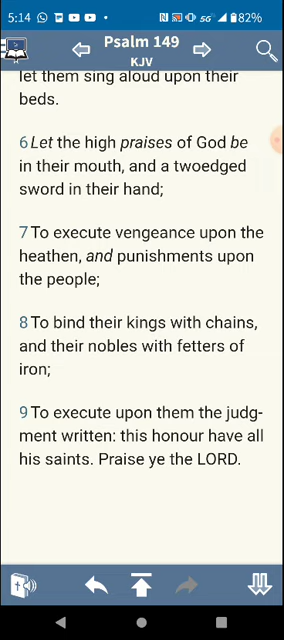 5:14 5G 82%
Psalm 149
KJV
let them sing aloud upon their
beds.
6 Let the high praises of God be
in their mouth, and a twoedged
sword in their hand;
7 To execute vengeance upon the
heathen, and punishments upon
the people;
8 To bind their kings with chains,
and their nobles with fetters of
iron;
9 To execute upon them the judg-
ment written: this honour have all
his saints. Praise ye the LORD.